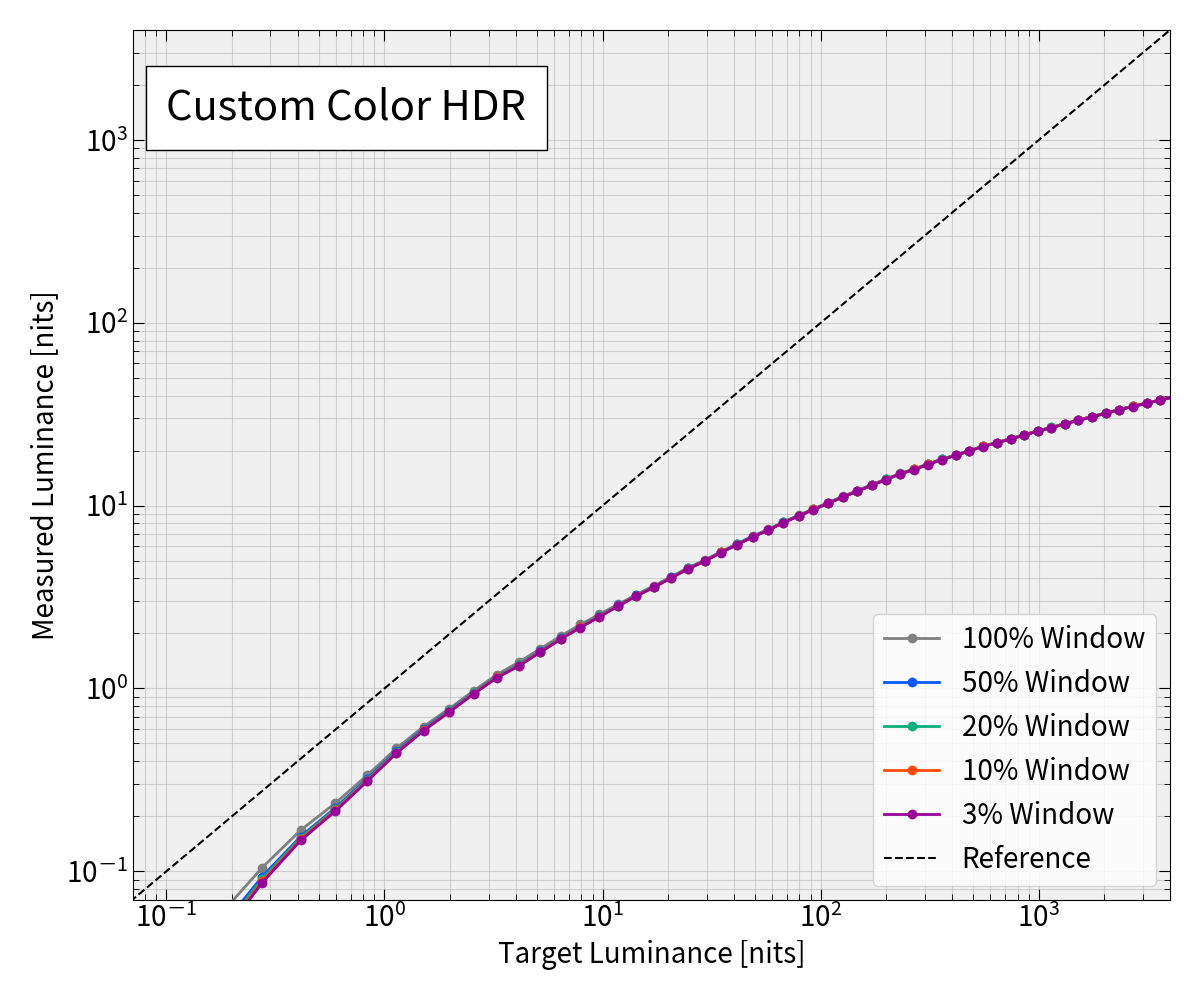 Custom Color HDR
Measured Luminance [nits]
10³
10²
10¹
10⁰
10⁻¹
100% Window
50% Window
20% Window
10% Window
3% Window
Reference
10⁻¹ 10⁰ 10¹ 10² 10³
Target Luminance [nits]